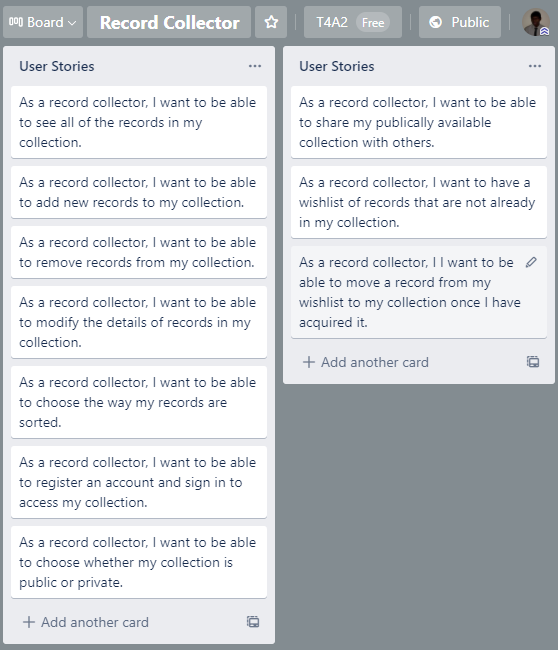 Board
Record Collector
T4A2 Free
Public
User Stories
As a record collector, I want to be able
to see all of the records in my
collection.
As a record collector, I want to be able
to add new records to my collection.
As a record collector, I want to be able
to remove records from my collection.
As a record collector, I want to be able
to modify the details of records in my
collection.
As a record collector, I want to be able
to choose the way my records are
sorted.
As a record collector, I want to be able
to register an account and sign in to
access my collection.
As a record collector, I want to be able
to choose whether my collection is
public or private.
+ Add another card
User Stories
As a record collector, I want to be able
to share my publically available
collection with others.
As a record collector, I want to have a
wishlist of records that are not already
in my collection.
As a record collector, I I want to be
able to move a record from my
wishlist to my collection once I have
acquired it.
+ Add another card